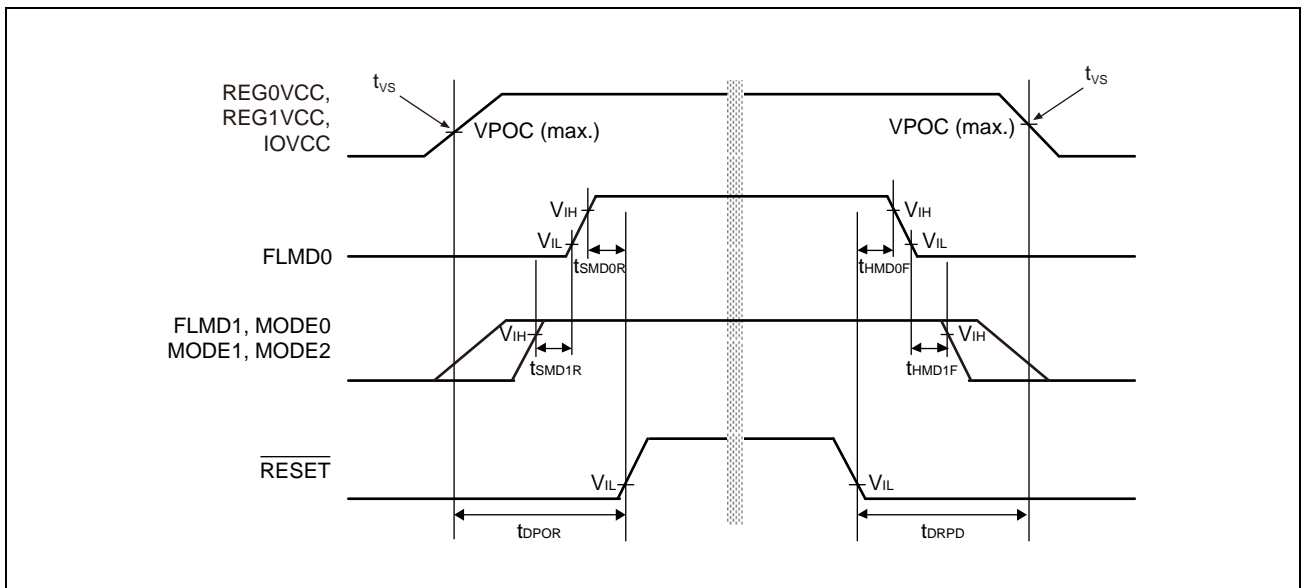 tVS
tVS
REG0VCC,
REG1VCC,
IOVCC
VPOC (max.)
VPOC (max.)
VIH
VIH
VIL
VIL
FLMD0
tSMD0R
tHMD0F
FLMD1, MODE0
MODE1, MODE2
VIH
VIH
tSMD1R
tHMD1F
RESET
VIL
VIL
tDPOR
tDRPD